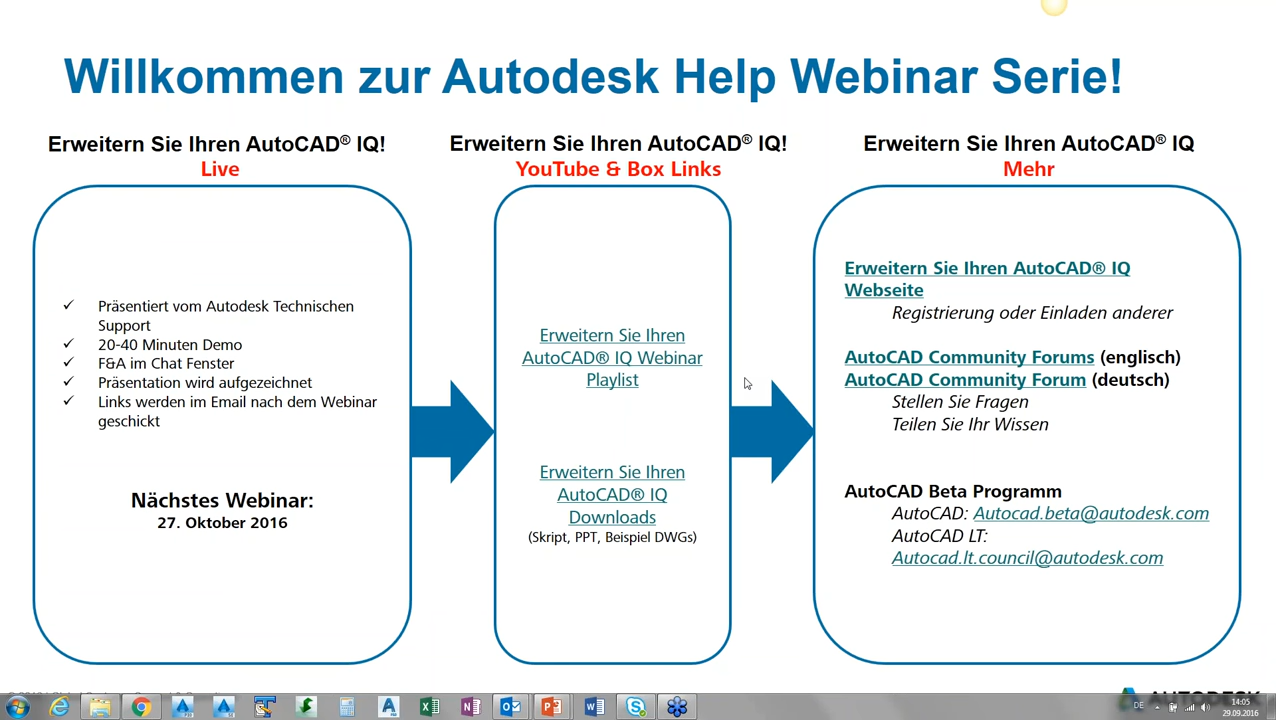 Willkommen zur Autodesk Help Webinar Serie!
Erweitern Sie Ihren AutoCAD® IQ!
Live
✓ Präsentiert vom Autodesk Technischen
Support
✓ 20-40 Minuten Demo
✓ F&A im Chat Fenster
✓ Präsentation wird aufgezeichnet
✓ Links werden im Email nach dem Webinar
geschickt
Nächstes Webinar:
27. Oktober 2016
Erweitern Sie Ihren AutoCAD® IQ!
YouTube & Box Links
Erweitern Sie Ihren
AutoCAD® IQ Webinar
Playlist
Erweitern Sie Ihren
AutoCAD® IQ
Downloads
(Skript, PPT, Beispiel DWGs)
Erweitern Sie Ihren AutoCAD® IQ
Mehr
Erweitern Sie Ihren AutoCAD® IQ
Webseite
Registrierung oder Einladen anderer
AutoCAD Community Forums (englisch)
AutoCAD Community Forum (deutsch)
Stellen Sie Fragen
Teilen Sie Ihr Wissen
AutoCAD Beta Programm
AutoCAD: Autocad.beta@autodesk.com
AutoCAD LT:
Autocad.lt.council@autodesk.com
AUTODESK
DE
14:05
29.09.2016